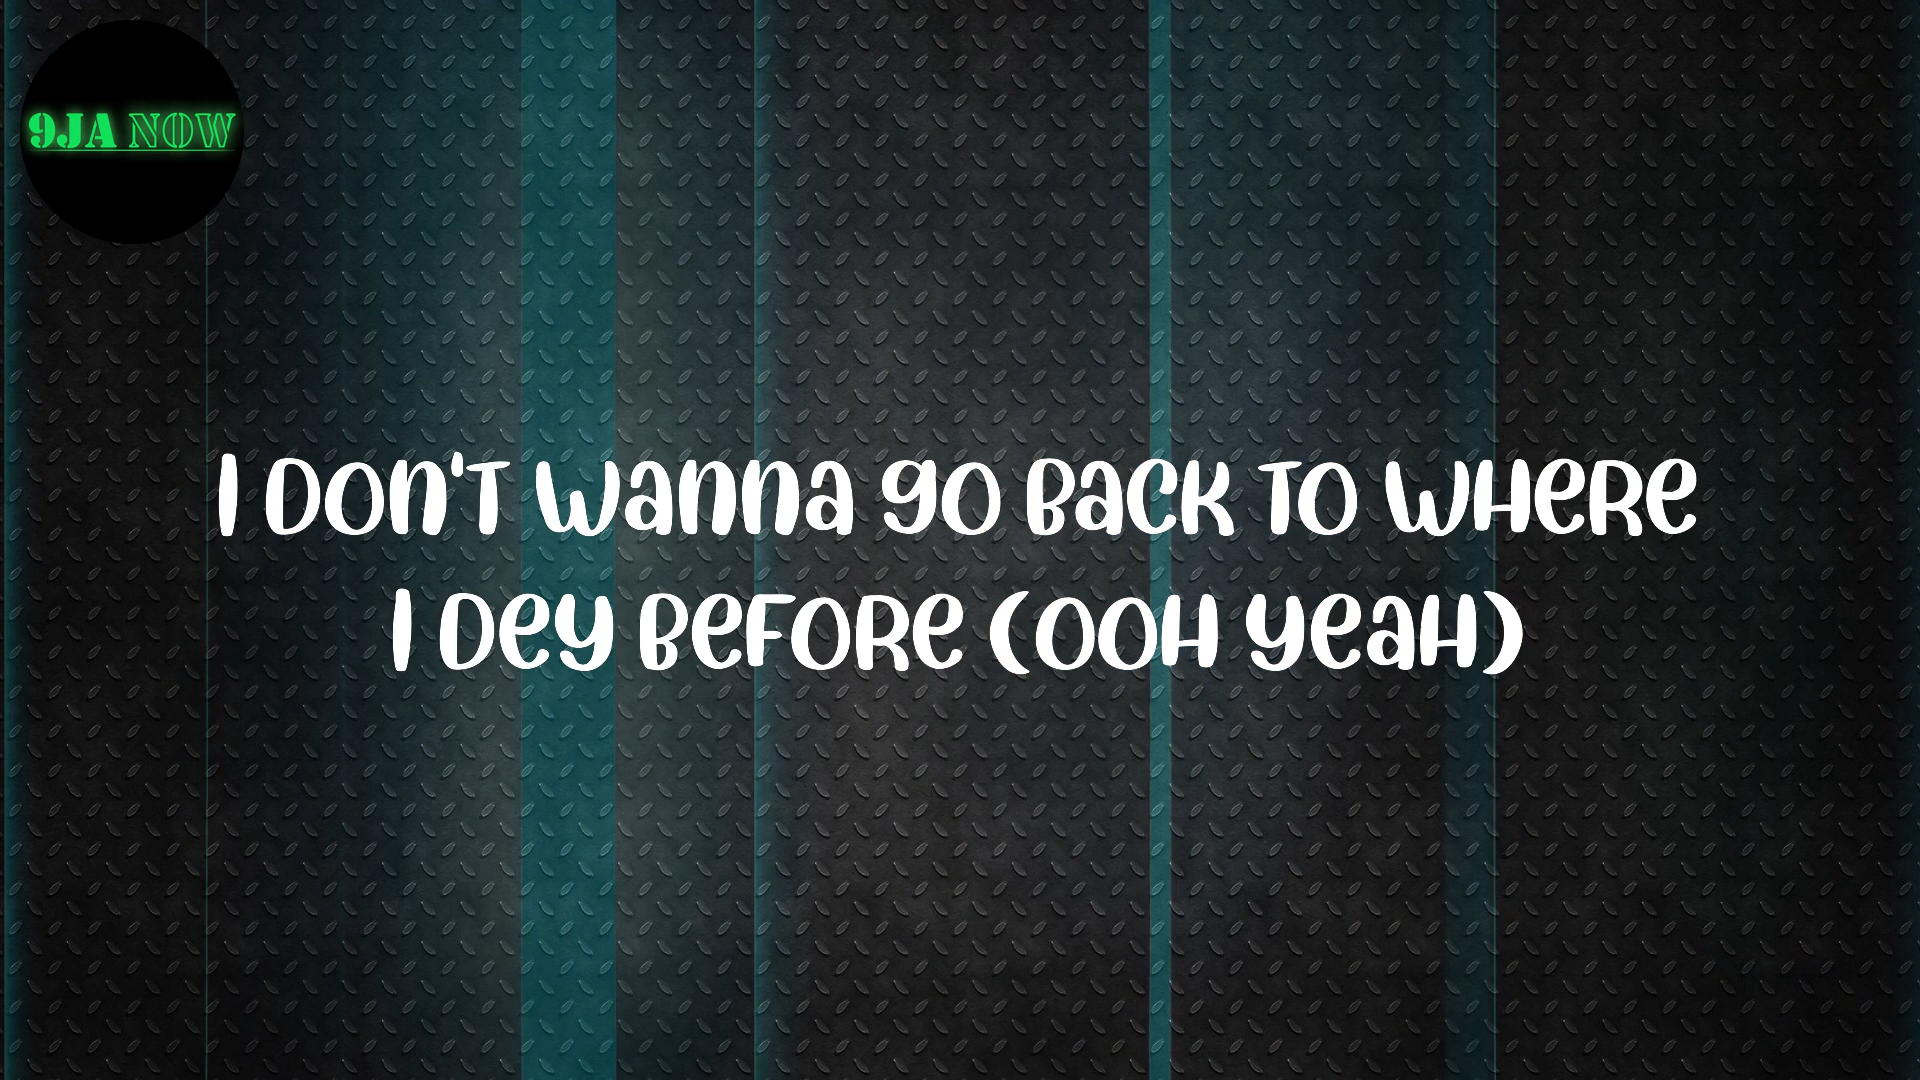 9JA NOW
I DON'T WANNA GO BACK TO WHERE
I DEY BEFORE (OOH YEAH)